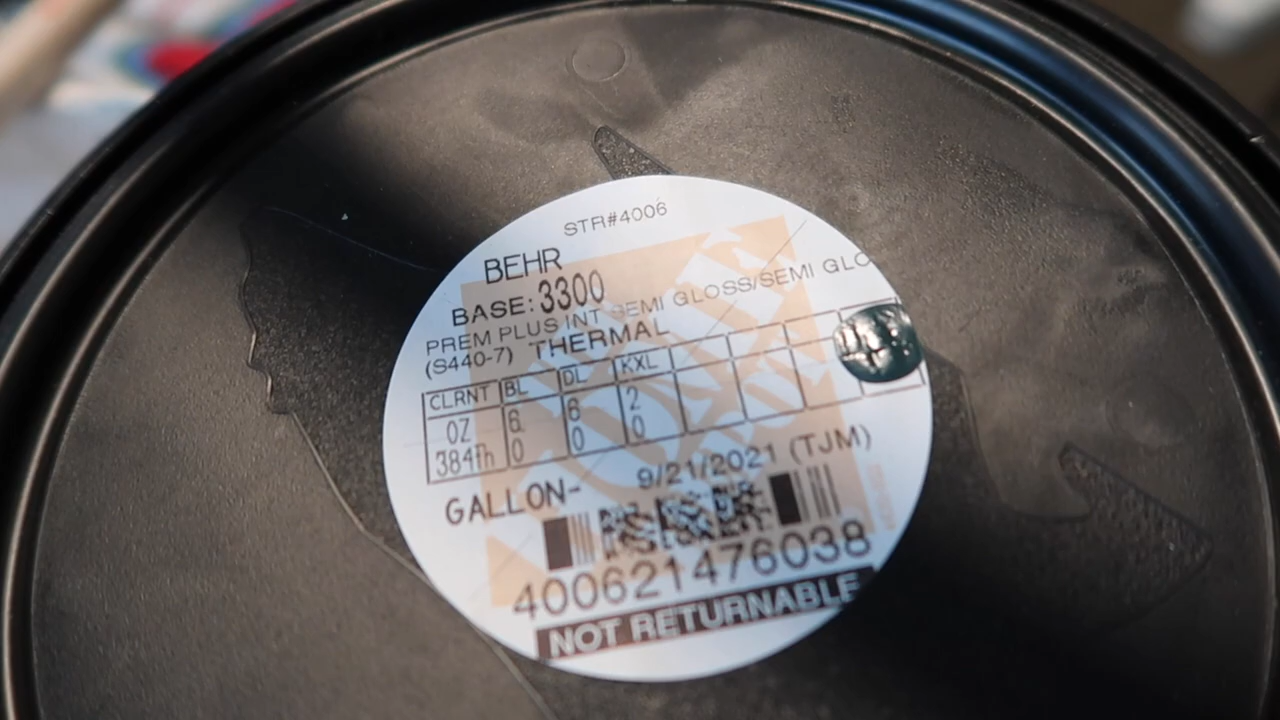 STR#4006
BEHR
BASE: 3300
PREM PLUS INT SEMI GLOSS/SEMI GLO
(S440-7) THERMAL
CLRNT BL DL KXL
OZ 6 6 2
384th 0 0 0
GALLON- 9/21/2021 (TJM)
400621476038
NOT RETURNABLE